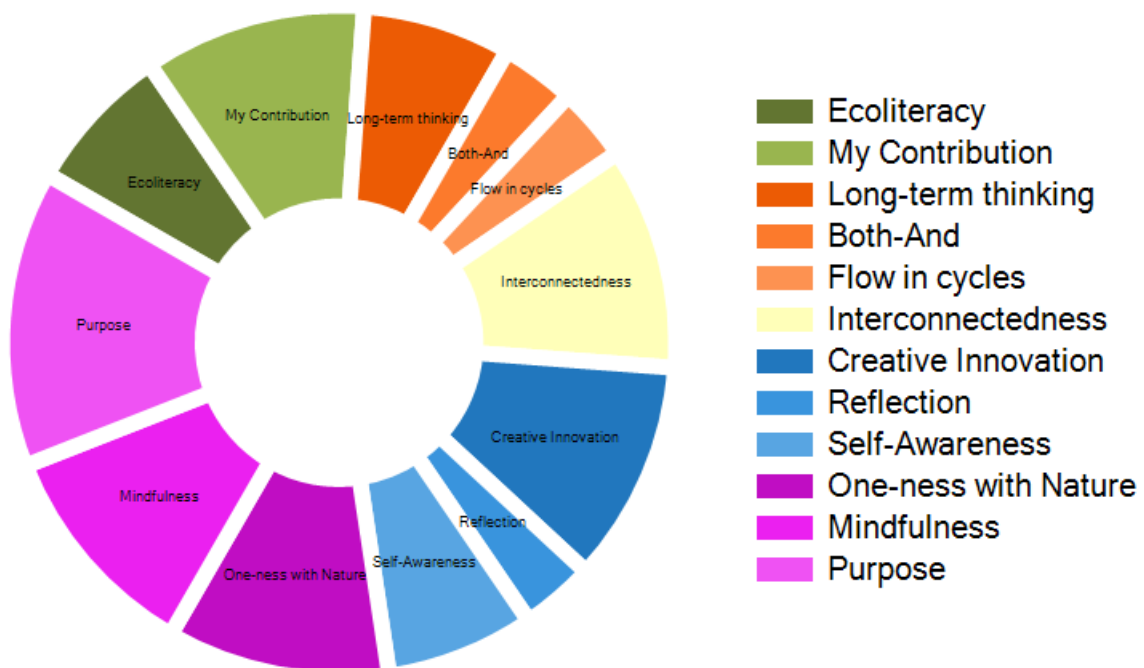 My Contribution
Long-term thinking
Both-And
Flow in cycles
Ecoliteracy
Interconnectedness
Purpose
Creative Innovation
Mindfulness
Reflection
Self-Awareness
One-ness with Nature
Ecoliteracy
My Contribution
Long-term thinking
Both-And
Flow in cycles
Interconnectedness
Creative Innovation
Reflection
Self-Awareness
One-ness with Nature
Mindfulness
Purpose